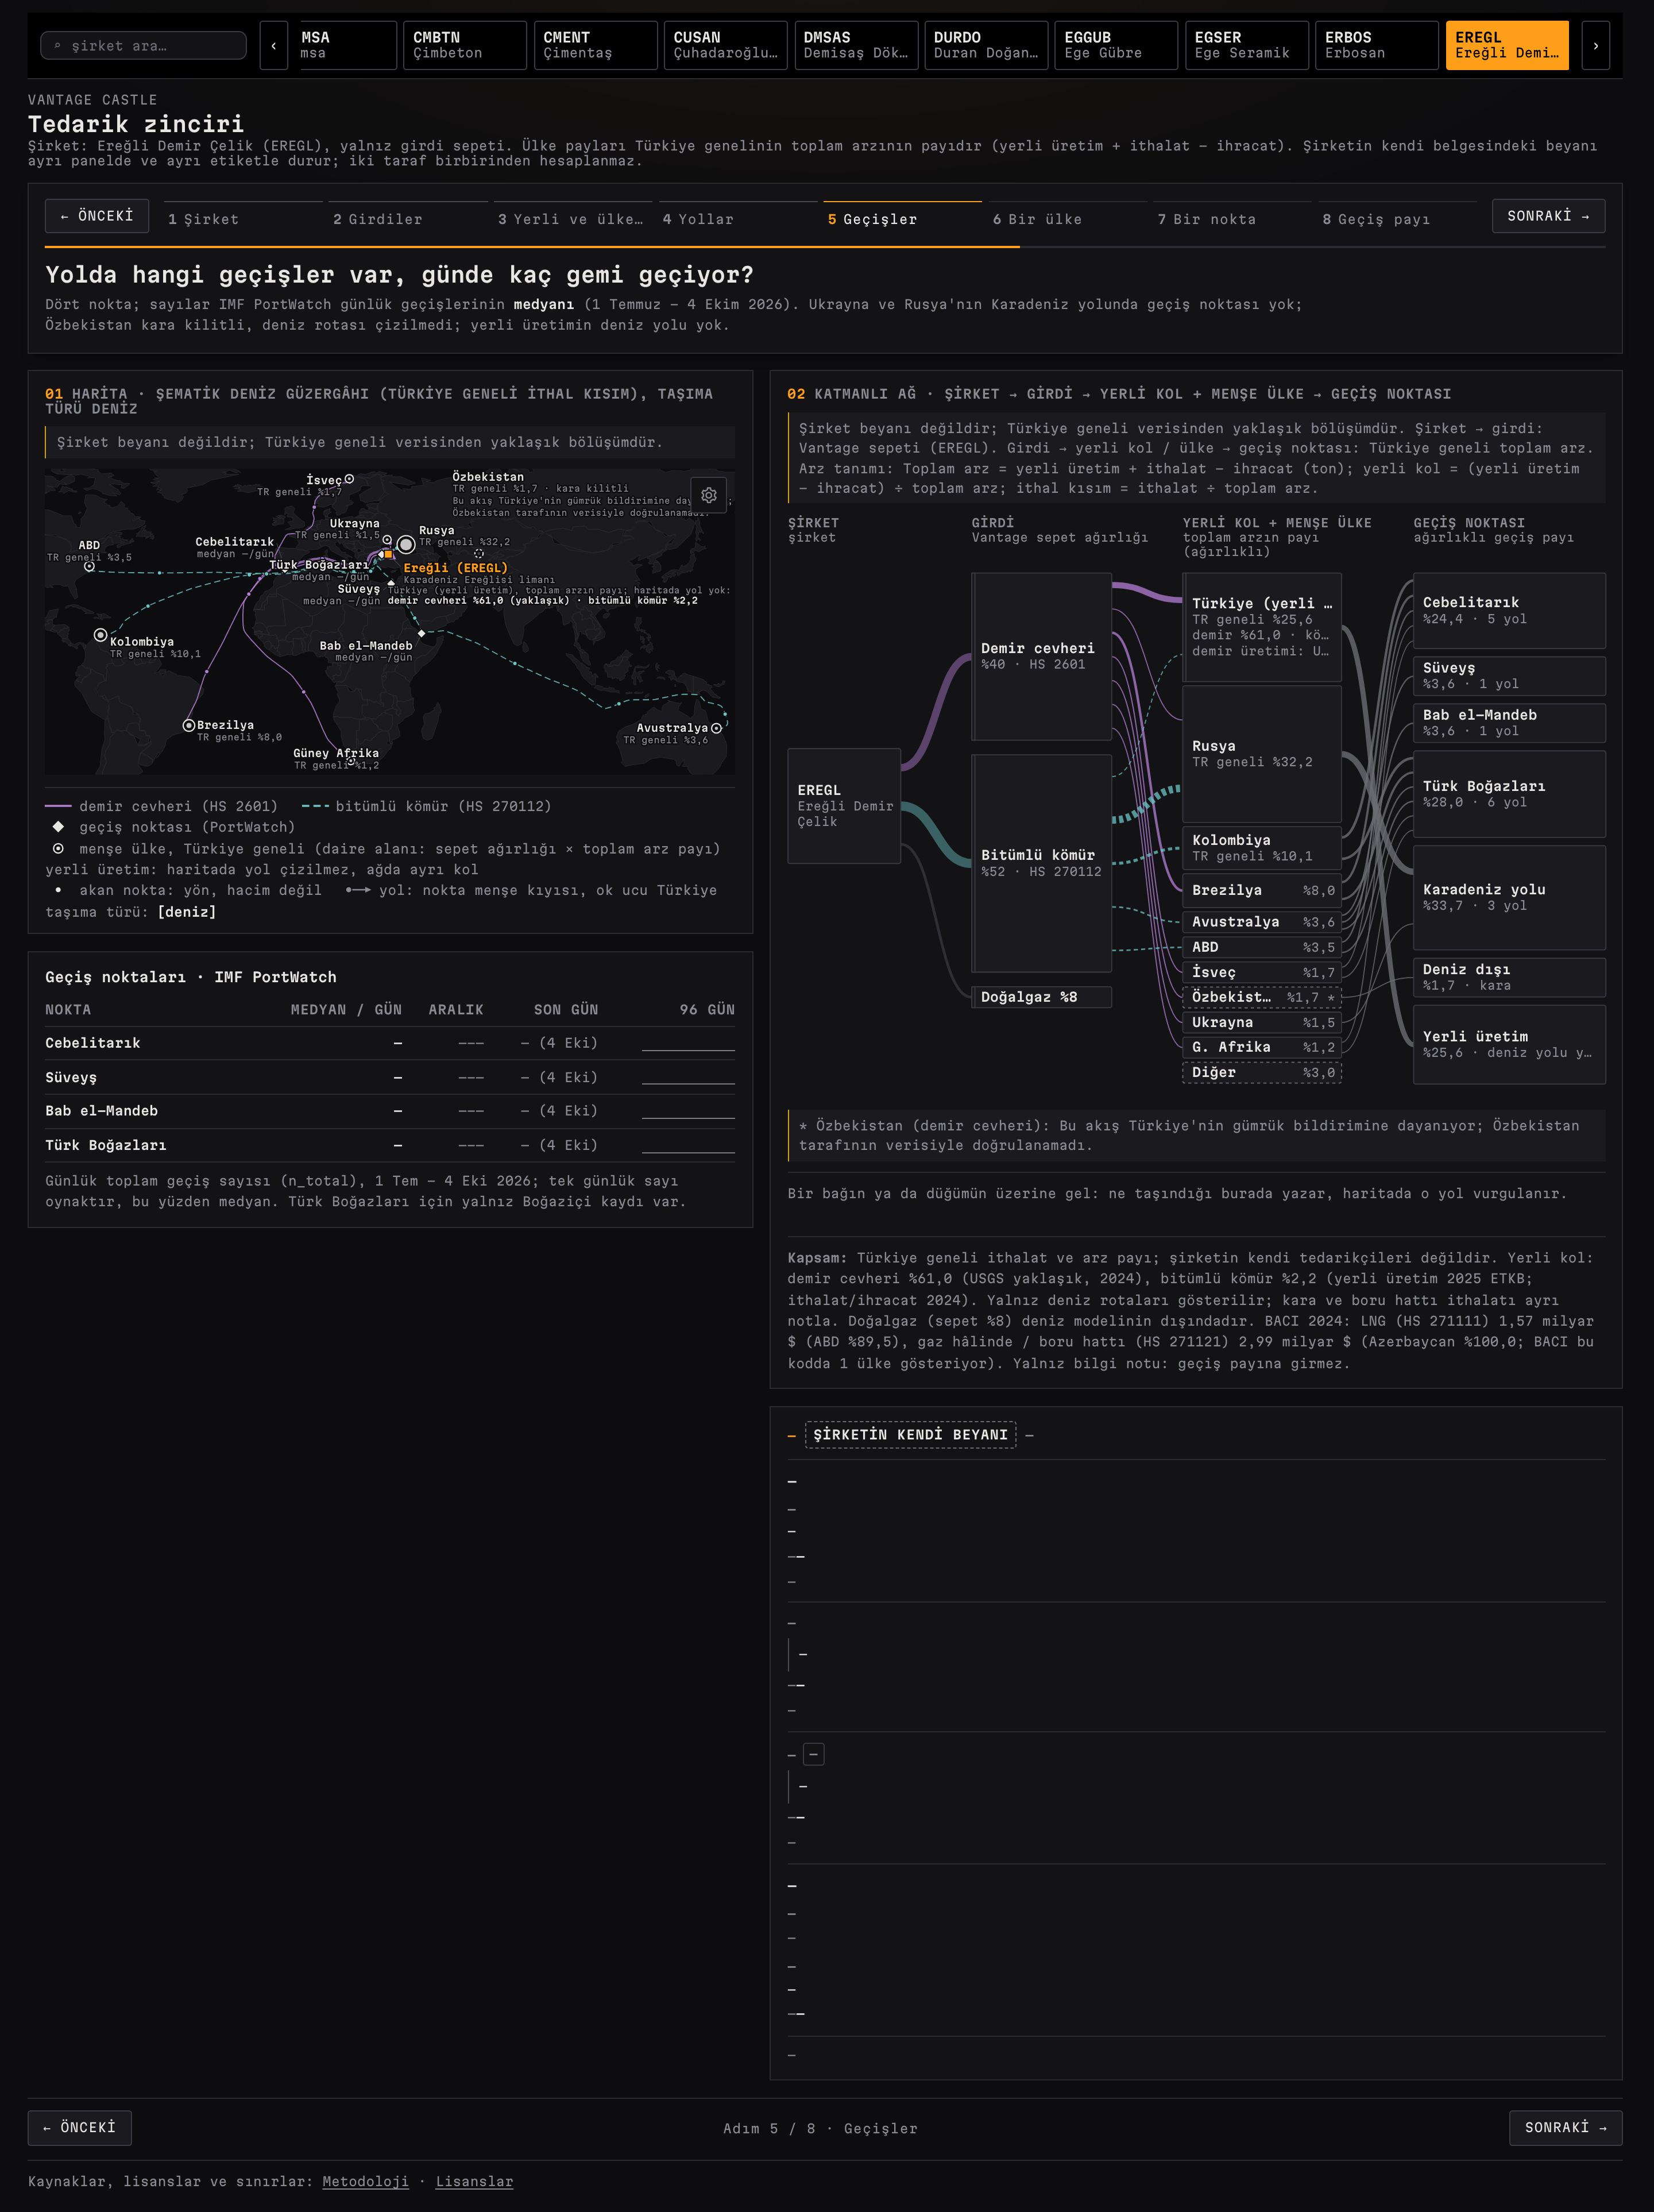 şirket ara…
‹
MSA
msa
CMBTN
Çimbeton
CMENT
Çimentaş
CUSAN
Çuhadaroğlu…
DMSAS
Demisaş Dök…
DURDO
Duran Doğan…
EGGUB
Ege Gübre
EGSER
Ege Seramik
ERBOS
Erbosan
EREGL
Ereğli Demi…
›
VANTAGE CASTLE
Tedarik zinciri
Şirket: Ereğli Demir Çelik (EREGL), yalnız girdi sepeti. Ülke payları Türkiye genelinin toplam arzının payıdır (yerli üretim + ithalat − ihracat). Şirketin kendi belgesindeki beyanı
ayrı panelde ve ayrı etiketle durur; iki taraf birbirinden hesaplanmaz.
← ÖNCEKİ
1 Şirket
2 Girdiler
3 Yerli ve ülke…
4 Yollar
5 Geçişler
6 Bir ülke
7 Bir nokta
8 Geçiş payı
SONRAKİ →
Yolda hangi geçişler var, günde kaç gemi geçiyor?
Dört nokta; sayılar IMF PortWatch günlük geçişlerinin medyanı (1 Temmuz – 4 Ekim 2026). Ukrayna ve Rusya'nın Karadeniz yolunda geçiş noktası yok;
Özbekistan kara kilitli, deniz rotası çizilmedi; yerli üretimin deniz yolu yok.
01 HARİTA · ŞEMATİK DENİZ GÜZERGÂHI (TÜRKİYE GENELİ İTHAL KISIM), TAŞIMA
TÜRÜ DENİZ
Şirket beyanı değildir; Türkiye geneli verisinden yaklaşık bölüşümdür.
İsveç
TR geneli %1,7
Özbekistan
TR geneli %1,7 · kara kilitli
Bu akış Türkiye'nin gümrük bildirimine day
Özbekistan tarafının verisiyle doğrulanamadı.
Ukrayna
TR geneli %1,5
Rusya
TR geneli %32,2
ABD
TR geneli %3,5
Cebelitarık
medyan —/gün
Türk Boğazları
medyan —/gün
Ereğli (EREGL)
Karadeniz Ereğlisi limanı
Türkiye (yerli üretim), toplam arzın payı; haritada yol yok:
demir cevheri %61,0 (yaklaşık) · bitümlü kömür %2,2
Süveyş
medyan —/gün
Kolombiya
TR geneli %10,1
Bab el-Mandeb
medyan —/gün
Brezilya
TR geneli %8,0
Avustralya
TR geneli %3,6
Güney Afrika
TR geneli %1,2
demir cevheri (HS 2601)
bitümlü kömür (HS 270112)
geçiş noktası (PortWatch)
menşe ülke, Türkiye geneli (daire alanı: sepet ağırlığı × toplam arz payı)
yerli üretim: haritada yol çizilmez, ağda ayrı kol
akan nokta: yön, hacim değil
yol: nokta menşe kıyısı, ok ucu Türkiye
taşıma türü: [deniz]
Geçiş noktaları · IMF PortWatch
NOKTA MEDYAN / GÜN ARALIK SON GÜN 96 GÜN
Cebelitarık — ——— — (4 Eki)
Süveyş — ——— — (4 Eki)
Bab el-Mandeb — ——— — (4 Eki)
Türk Boğazları — ——— — (4 Eki)
Günlük toplam geçiş sayısı (n_total), 1 Tem – 4 Eki 2026; tek günlük sayı
oynaktır, bu yüzden medyan. Türk Boğazları için yalnız Boğaziçi kaydı var.
02 KATMANLI AĞ · ŞİRKET → GİRDİ → YERLİ KOL + MENŞE ÜLKE → GEÇİŞ NOKTASI
Şirket beyanı değildir; Türkiye geneli verisinden yaklaşık bölüşümdür. Şirket → girdi:
Vantage sepeti (EREGL). Girdi → yerli kol / ülke → geçiş noktası: Türkiye geneli toplam arz.
Arz tanımı: Toplam arz = yerli üretim + ithalat − ihracat (ton); yerli kol = (yerli üretim
− ihracat) ÷ toplam arz; ithal kısım = ithalat ÷ toplam arz.
ŞİRKET
şirket
GİRDİ
Vantage sepet ağırlığı
YERLİ KOL + MENŞE ÜLKE
toplam arzın payı
(ağırlıklı)
GEÇİŞ NOKTASI
ağırlıklı geçiş payı
EREGL
Ereğli Demir
Çelik
Demir cevheri
%40 · HS 2601
Bitümlü kömür
%52 · HS 270112
Doğalgaz %8
Türkiye (yerli …
TR geneli %25,6
demir %61,0 · kö…
demir üretimi: U…
Rusya
TR geneli %32,2
Kolombiya
TR geneli %10,1
Brezilya %8,0
Avustralya %3,6
ABD %3,5
İsveç %1,7
Özbekist… %1,7 *
Ukrayna %1,5
G. Afrika %1,2
Diğer %3,0
Cebelitarık
%24,4 · 5 yol
Süveyş
%3,6 · 1 yol
Bab el-Mandeb
%3,6 · 1 yol
Türk Boğazları
%28,0 · 6 yol
Karadeniz yolu
%33,7 · 3 yol
Deniz dışı
%1,7 · kara
Yerli üretim
%25,6 · deniz yolu y…
* Özbekistan (demir cevheri): Bu akış Türkiye'nin gümrük bildirimine dayanıyor; Özbekistan
tarafının verisiyle doğrulanamadı.
Bir bağın ya da düğümün üzerine gel: ne taşındığı burada yazar, haritada o yol vurgulanır.
Kapsam: Türkiye geneli ithalat ve arz payı; şirketin kendi tedarikçileri değildir. Yerli kol:
demir cevheri %61,0 (USGS yaklaşık, 2024), bitümlü kömür %2,2 (yerli üretim 2025 ETKB;
ithalat/ihracat 2024). Yalnız deniz rotaları gösterilir; kara ve boru hattı ithalatı ayrı
notla. Doğalgaz (sepet %8) deniz modelinin dışındadır. BACI 2024: LNG (HS 271111) 1,57 milyar
$ (ABD %89,5), gaz hâlinde / boru hattı (HS 271121) 2,99 milyar $ (Azerbaycan %100,0; BACI bu
kodda 1 ülke gösteriyor). Yalnız bilgi notu: geçiş payına girmez.
— ŞİRKETİN KENDİ BEYANI —
—
—
—
——
—
—
—
——
—
— —
—
——
—
—
—
—
—
—
——
—
← ÖNCEKİ
Adım 5 / 8 · Geçişler
SONRAKİ →
Kaynaklar, lisanslar ve sınırlar: Metodoloji · Lisanslar